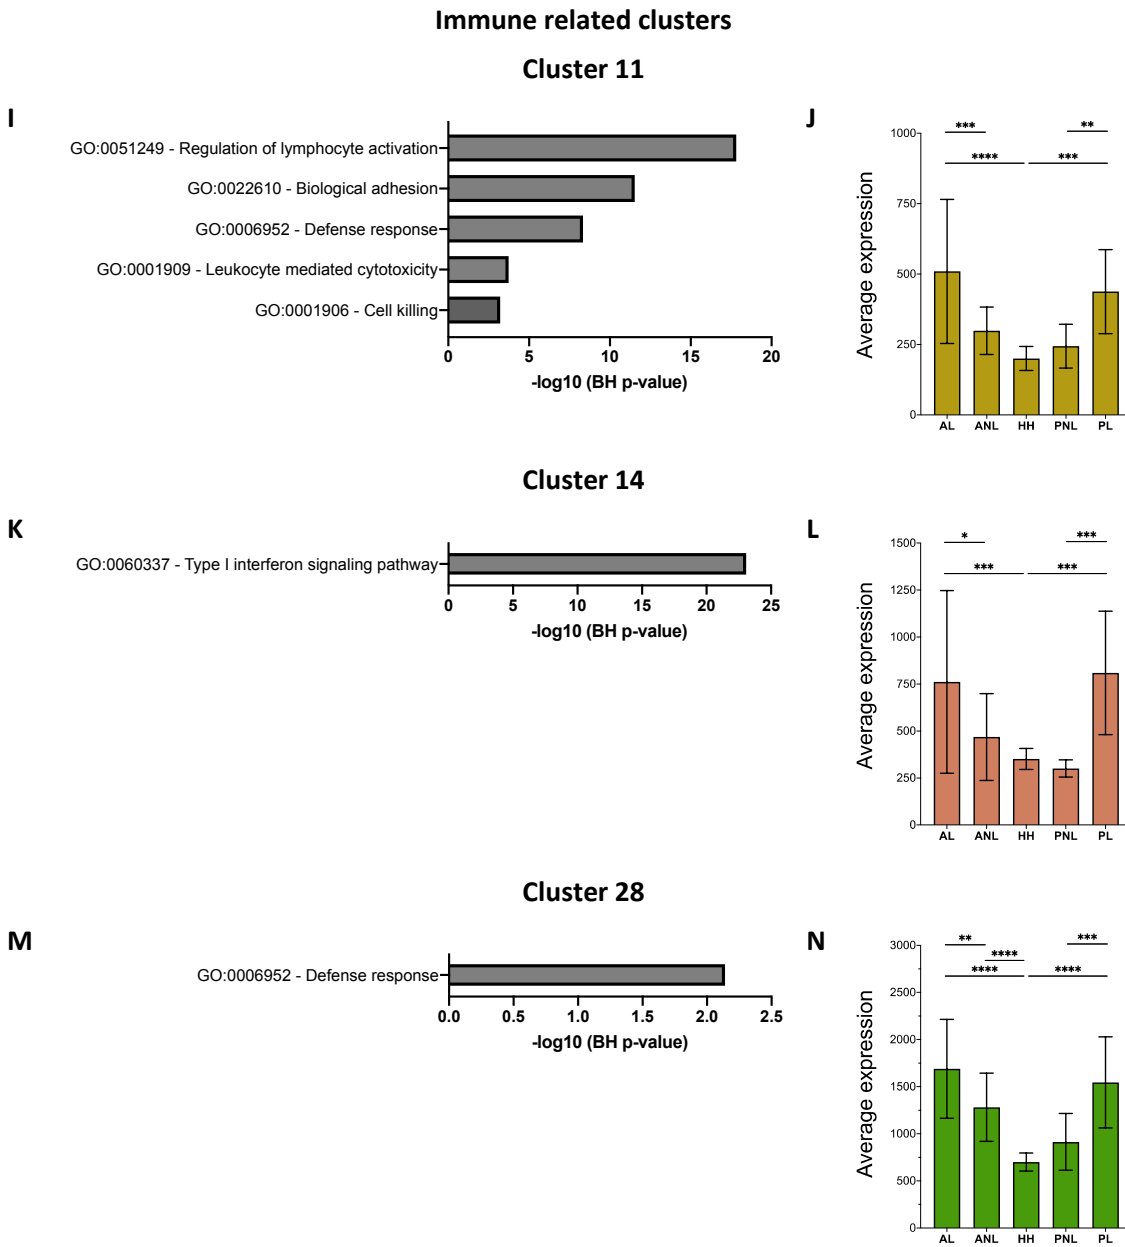 Immune related clusters
Cluster 11
I
GO:0051249 - Regulation of lymphocyte activation
GO:0022610 - Biological adhesion
GO:0006952 - Defense response
GO:0001909 - Leukocyte mediated cytotoxicity
GO:0001906 - Cell killing
0 5 10 15 20
-log10 (BH p-value)
J
*** **
**** ***
Average expression
1000
750
500
250
0
AL ANL HH PNL PL
Cluster 14
K
GO:0060337 - Type I interferon signaling pathway
0 5 10 15 20 25
-log10 (BH p-value)
L
* ***
*** ***
Average expression
1500
1250
1000
750
500
250
0
AL ANL HH PNL PL
Cluster 28
M
GO:0006952 - Defense response
0.0 0.5 1.0 1.5 2.0 2.5
-log10 (BH p-value)
N
** ***
****
**** ****
Average expression
3000
2500
2000
1500
1000
500
0
AL ANL HH PNL PL